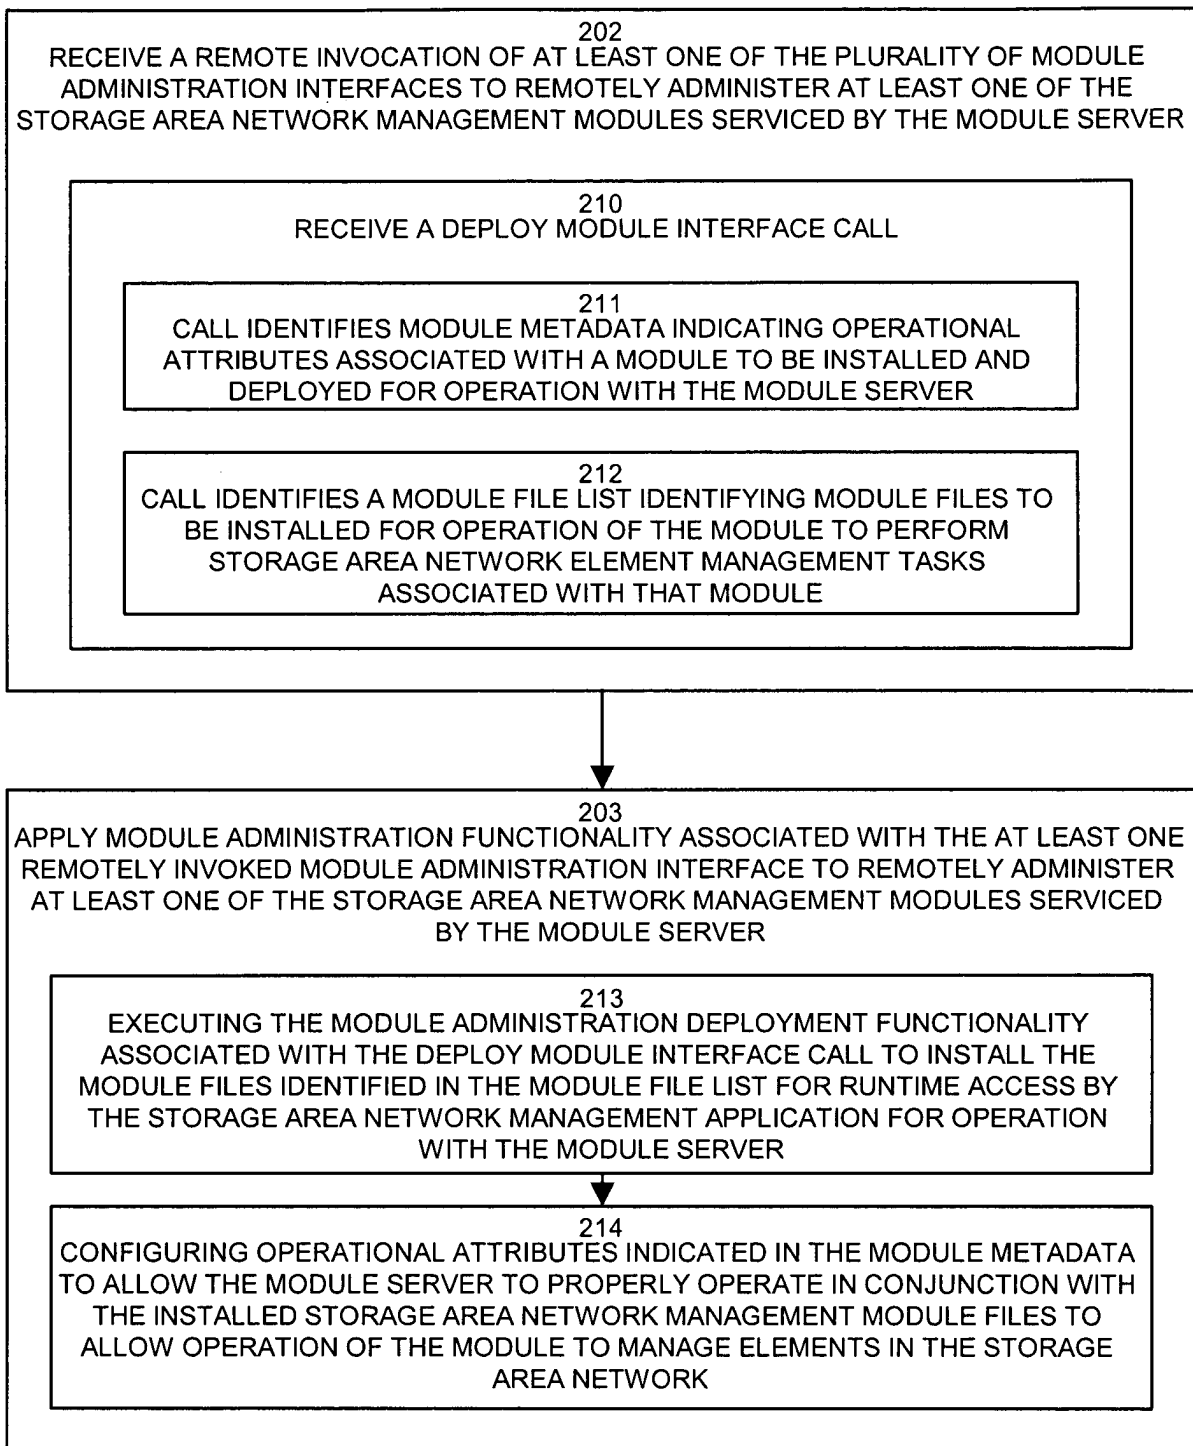 202
RECEIVE A REMOTE INVOCATION OF AT LEAST ONE OF THE PLURALITY OF MODULE
ADMINISTRATION INTERFACES TO REMOTELY ADMINISTER AT LEAST ONE OF THE
STORAGE AREA NETWORK MANAGEMENT MODULES SERVICED BY THE MODULE SERVER
210
RECEIVE A DEPLOY MODULE INTERFACE CALL
211
CALL IDENTIFIES MODULE METADATA INDICATING OPERATIONAL
ATTRIBUTES ASSOCIATED WITH A MODULE TO BE INSTALLED AND
DEPLOYED FOR OPERATION WITH THE MODULE SERVER
212
CALL IDENTIFIES A MODULE FILE LIST IDENTIFYING MODULE FILES TO
BE INSTALLED FOR OPERATION OF THE MODULE TO PERFORM
STORAGE AREA NETWORK ELEMENT MANAGEMENT TASKS
ASSOCIATED WITH THAT MODULE
203
APPLY MODULE ADMINISTRATION FUNCTIONALITY ASSOCIATED WITH THE AT LEAST ONE
REMOTELY INVOKED MODULE ADMINISTRATION INTERFACE TO REMOTELY ADMINISTER
AT LEAST ONE OF THE STORAGE AREA NETWORK MANAGEMENT MODULES SERVICED
BY THE MODULE SERVER
213
EXECUTING THE MODULE ADMINISTRATION DEPLOYMENT FUNCTIONALITY
ASSOCIATED WITH THE DEPLOY MODULE INTERFACE CALL TO INSTALL THE
MODULE FILES IDENTIFIED IN THE MODULE FILE LIST FOR RUNTIME ACCESS BY
THE STORAGE AREA NETWORK MANAGEMENT APPLICATION FOR OPERATION
WITH THE MODULE SERVER
214
CONFIGURING OPERATIONAL ATTRIBUTES INDICATED IN THE MODULE METADATA
TO ALLOW THE MODULE SERVER TO PROPERLY OPERATE IN CONJUNCTION WITH
THE INSTALLED STORAGE AREA NETWORK MANAGEMENT MODULE FILES TO
ALLOW OPERATION OF THE MODULE TO MANAGE ELEMENTS IN THE STORAGE
AREA NETWORK